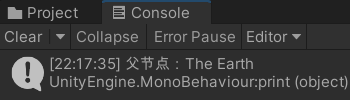 Project
Console
Clear
Collapse
Error Pause
Editor
[22:17:35] 父节点：The Earth
UnityEngine.MonoBehaviour:print (object)